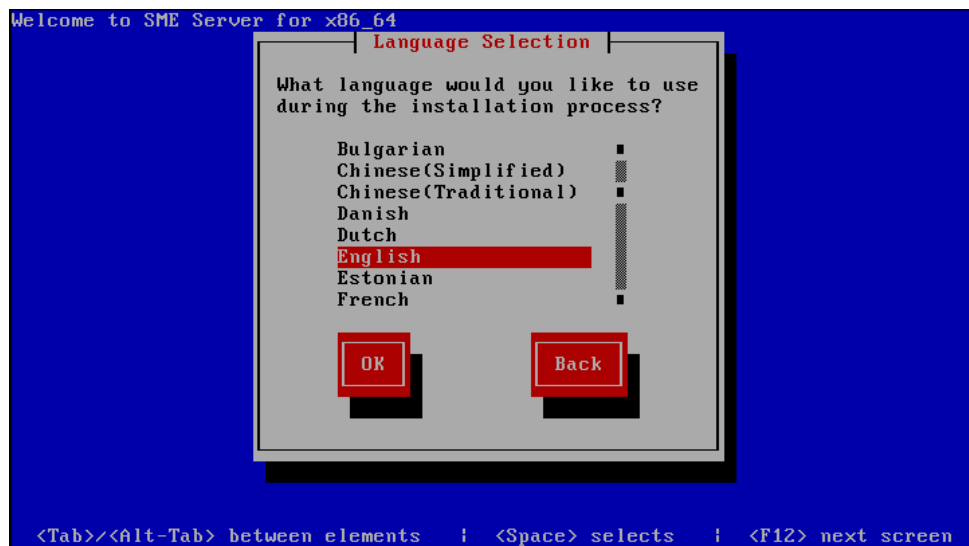 Welcome to SME Server for x86_64
Language Selection
What language would you like to use
during the installation process?
Bulgarian
Chinese(Simplified)
Chinese(Traditional)
Danish
Dutch
English
Estonian
French
OK Back
<Tab>/<Alt-Tab> between elements | <Space> selects | <F12> next screen